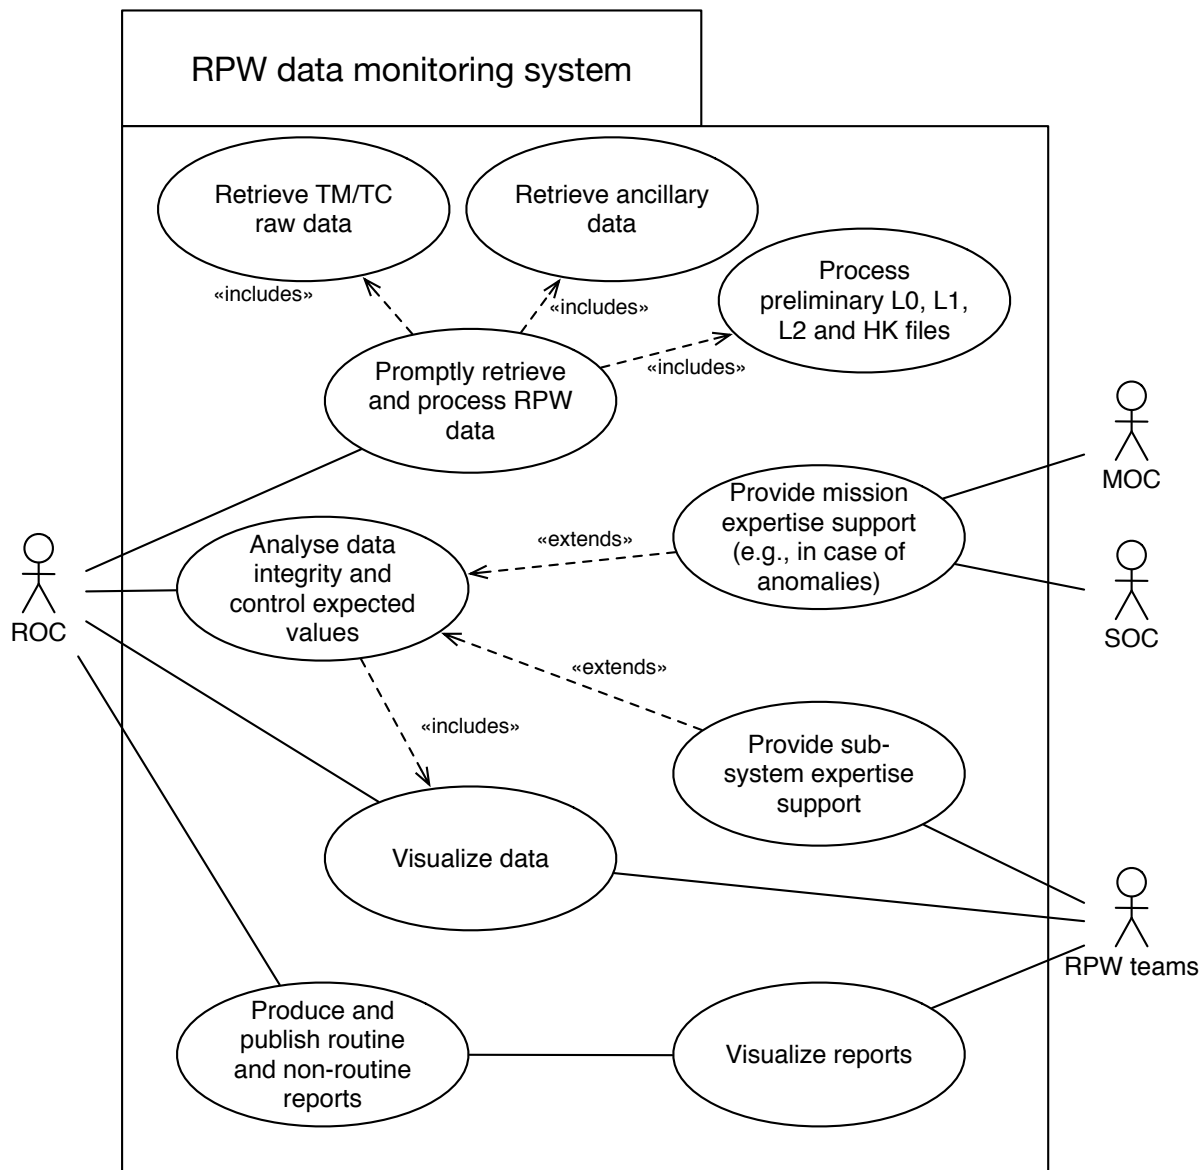 RPW data monitoring system
Retrieve TM/TC
raw data
Retrieve ancillary
data
Process
preliminary L0, L1,
L2 and HK files
«includes»
«includes»
«includes»
Promptly retrieve
and process RPW
data
MOC
Provide mission
expertise support
(e.g., in case of
anomalies)
«extends»
Analyse data
integrity and
control expected
values
ROC
SOC
«extends»
«includes»
Provide sub-
system expertise
support
Visualize data
RPW teams
Produce and
publish routine
and non-routine
reports
Visualize reports